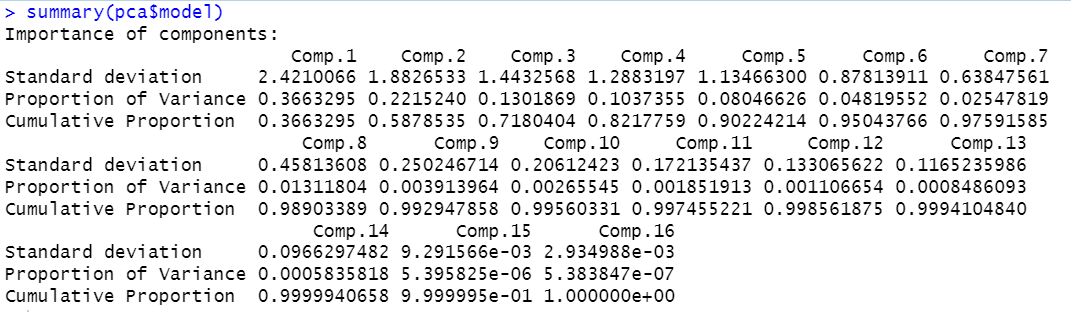 > summary(pca$model)
Importance of components:
                          Comp.1    Comp.2    Comp.3    Comp.4     Comp.5     Comp.6     Comp.7
Standard deviation     2.4210066 1.8826533 1.4432568 1.2883197 1.13466300 0.87813911 0.63847561
Proportion of Variance 0.3663295 0.2215240 0.1301869 0.1037355 0.08046626 0.04819552 0.02547819
Cumulative Proportion  0.3663295 0.5878535 0.7180404 0.8217759 0.90224214 0.95043766 0.97591585
                           Comp.8      Comp.9    Comp.10     Comp.11     Comp.12      Comp.13
Standard deviation     0.45813608 0.250246714 0.20612423 0.172135437 0.133065622 0.1165235986
Proportion of Variance 0.01311804 0.003913964 0.00265545 0.001851913 0.001106654 0.0008486093
Cumulative Proportion  0.98903389 0.992947858 0.99560331 0.997455221 0.998561875 0.9994104840
                            Comp.14      Comp.15      Comp.16
Standard deviation     0.0966297482 9.291566e-03 2.934988e-03
Proportion of Variance 0.0005835818 5.395825e-06 5.383847e-07
Cumulative Proportion  0.9999940658 9.999995e-01 1.000000e+00